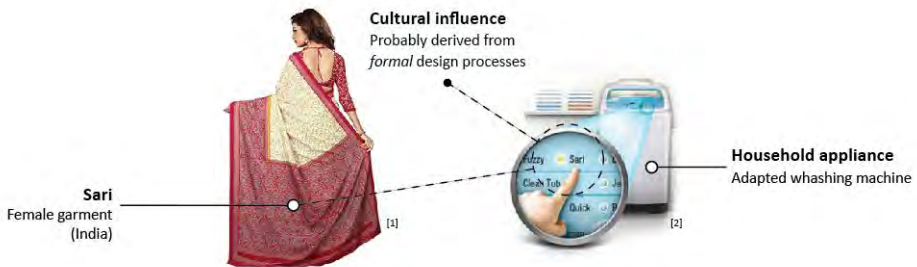 Cultural influence
Probably derived from
formal design processes
Sari
Female garment
(India)
[1]
Fuzzy Sari
Clean Tub
Quick
[2]
Household appliance
Adapted whashing machine